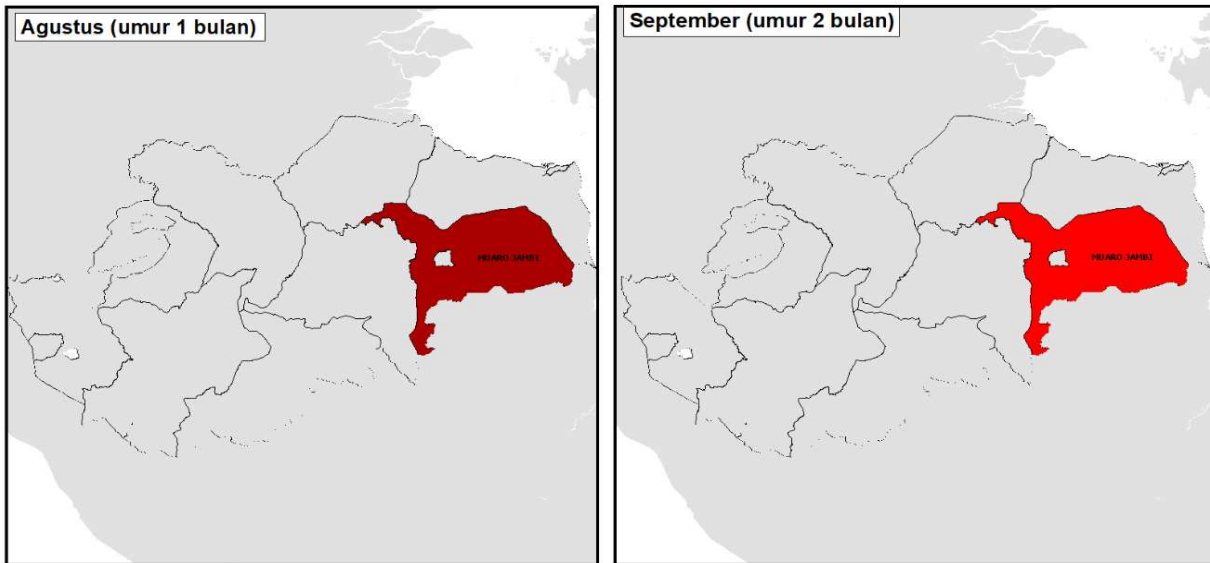 Agustus (umur 1 bulan)
MUARO JAMBI
September (umur 2 bulan)
MUARO JAMBI